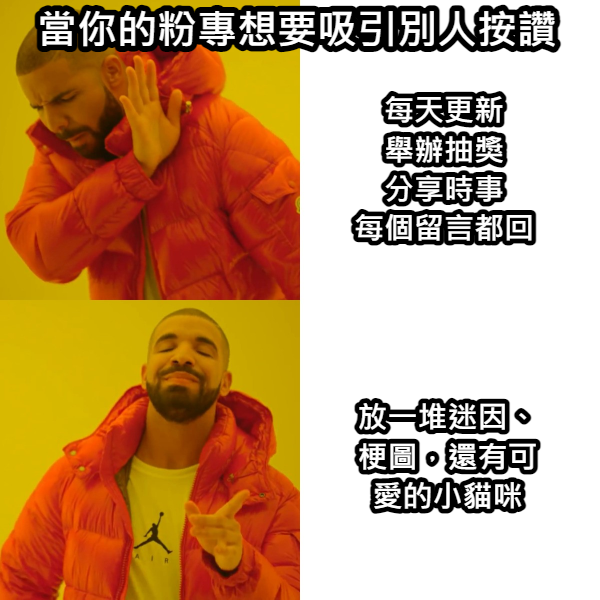 當你的粉專想要吸引別人按讚
每天更新
舉辦抽獎
分享時事
每個留言都回
放一堆迷因、
梗圖，還有可
愛的小貓咪
AIR